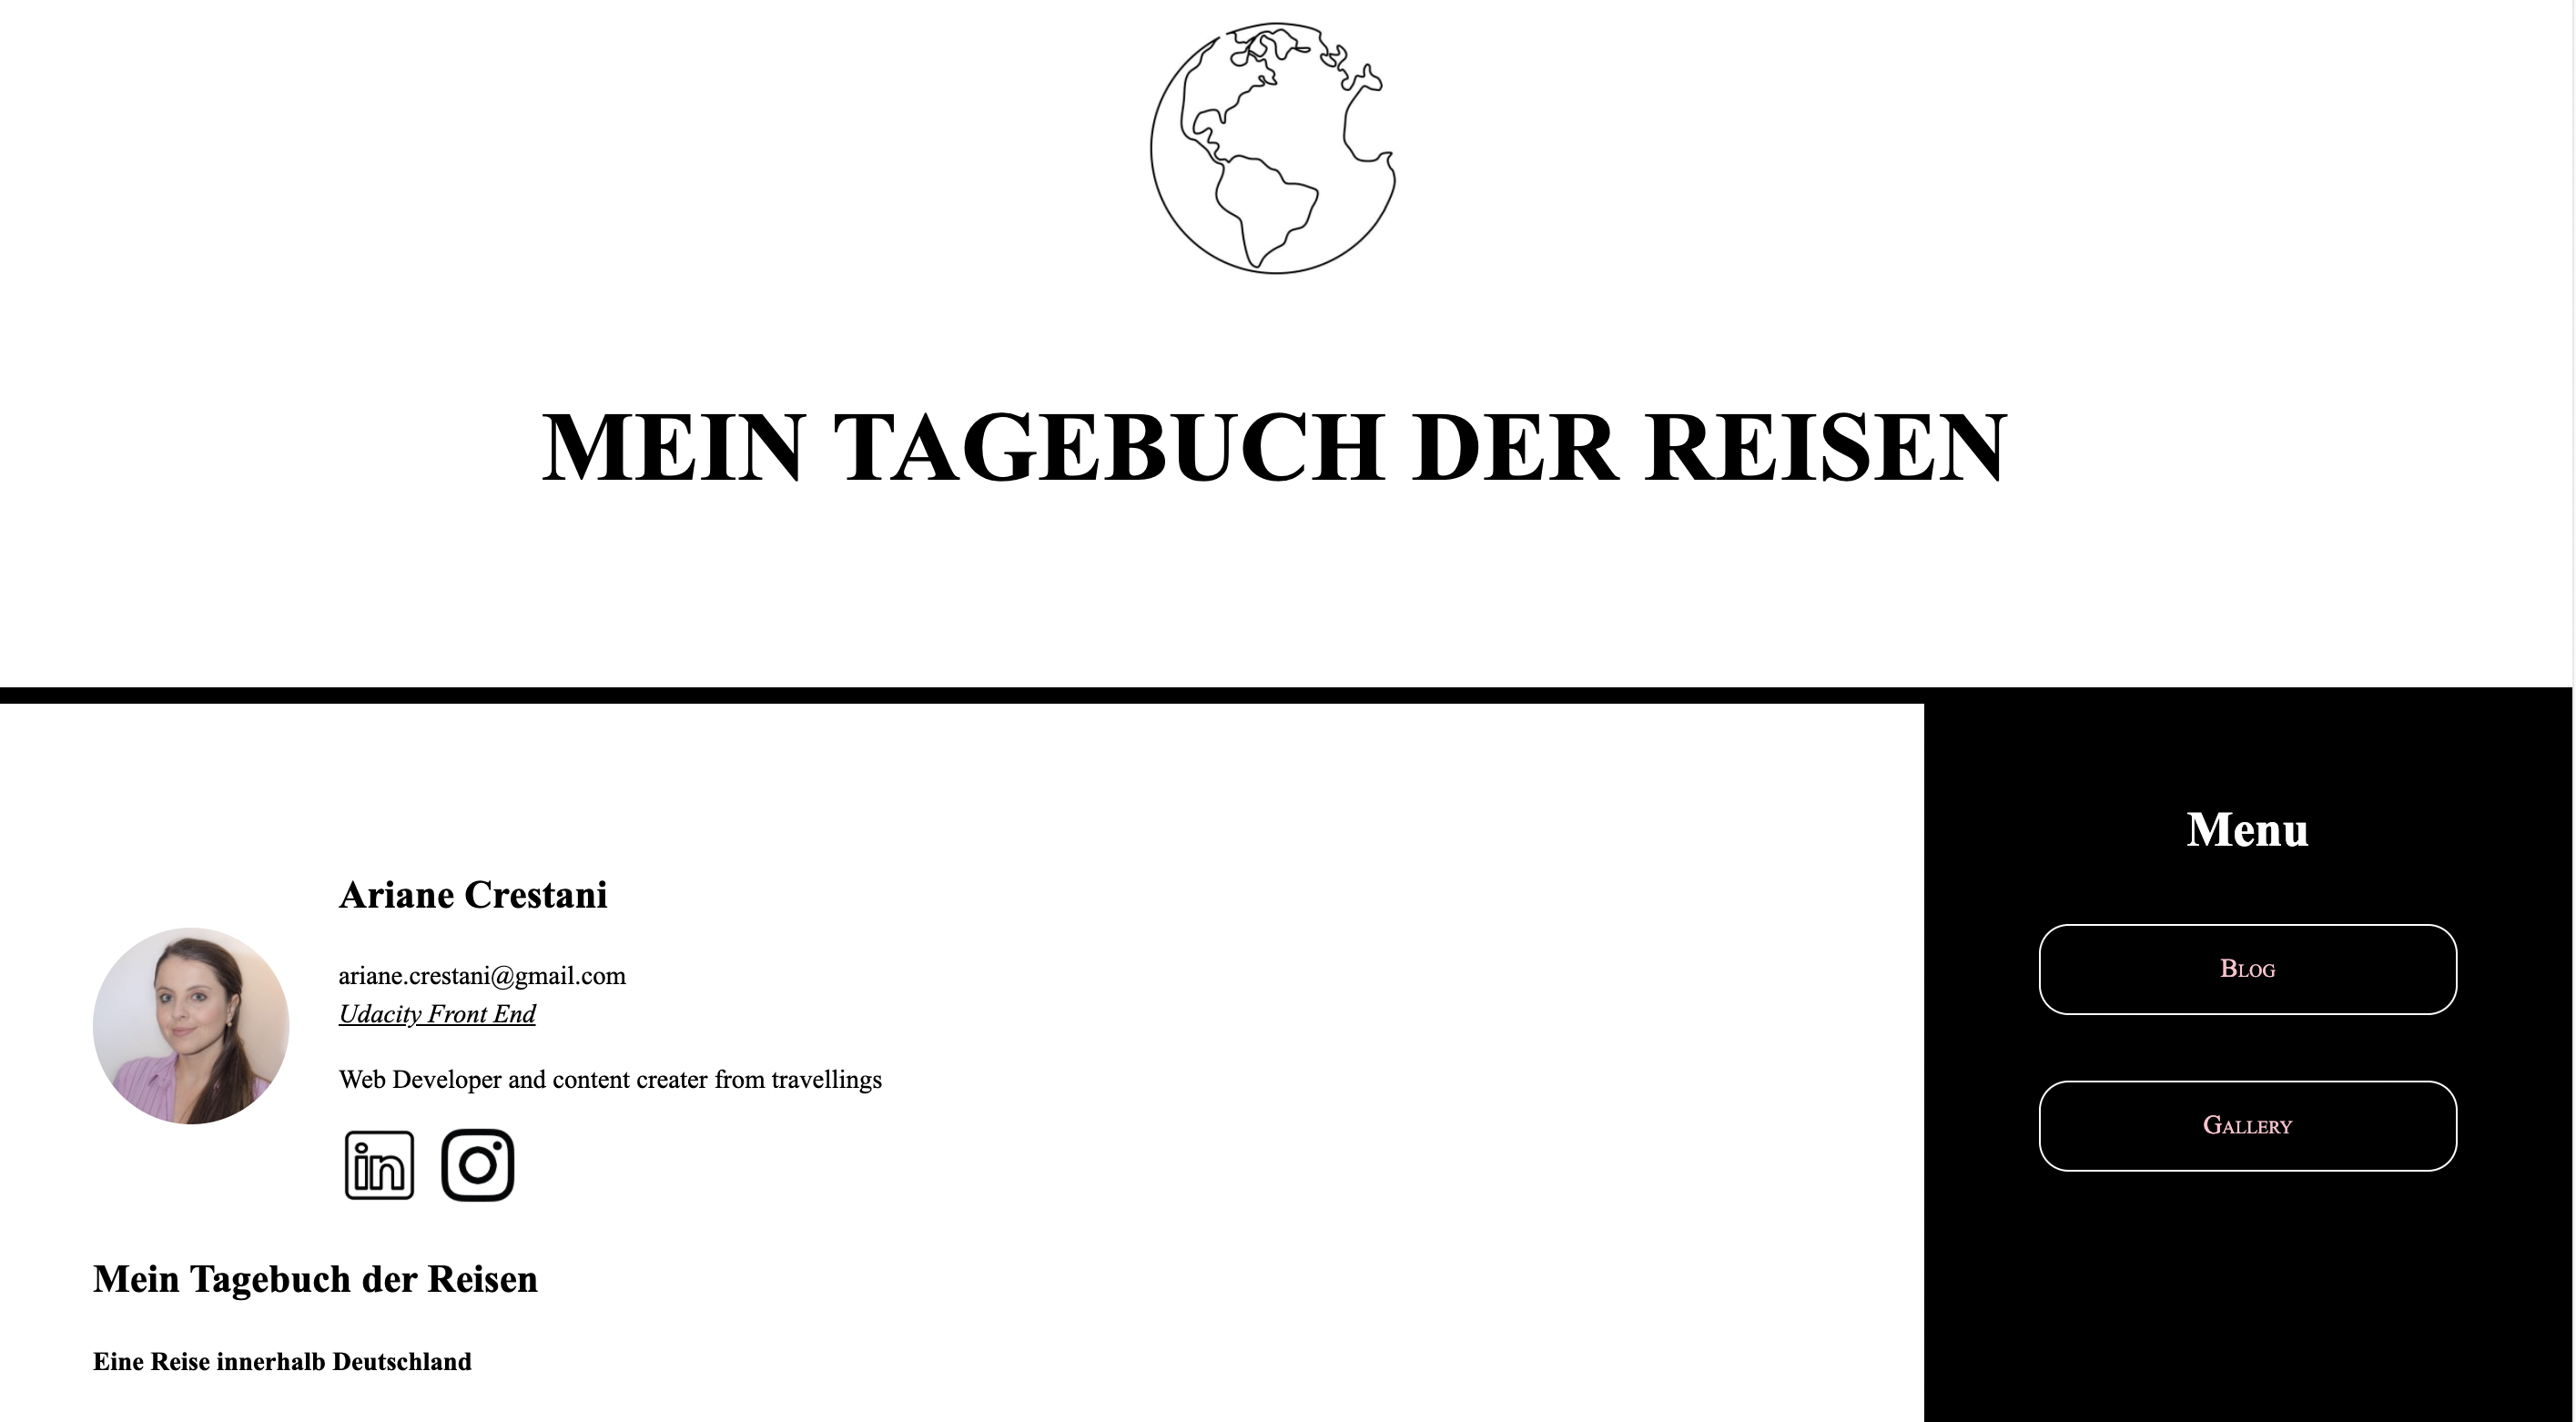 MEIN TAGEBUCH DER REISEN
Ariane Crestani
ariane.crestani@gmail.com
Udacity Front End
Web Developer and content creater from travellings
in
Mein Tagebuch der Reisen
Eine Reise innerhalb Deutschland
Menu
Blog
Gallery